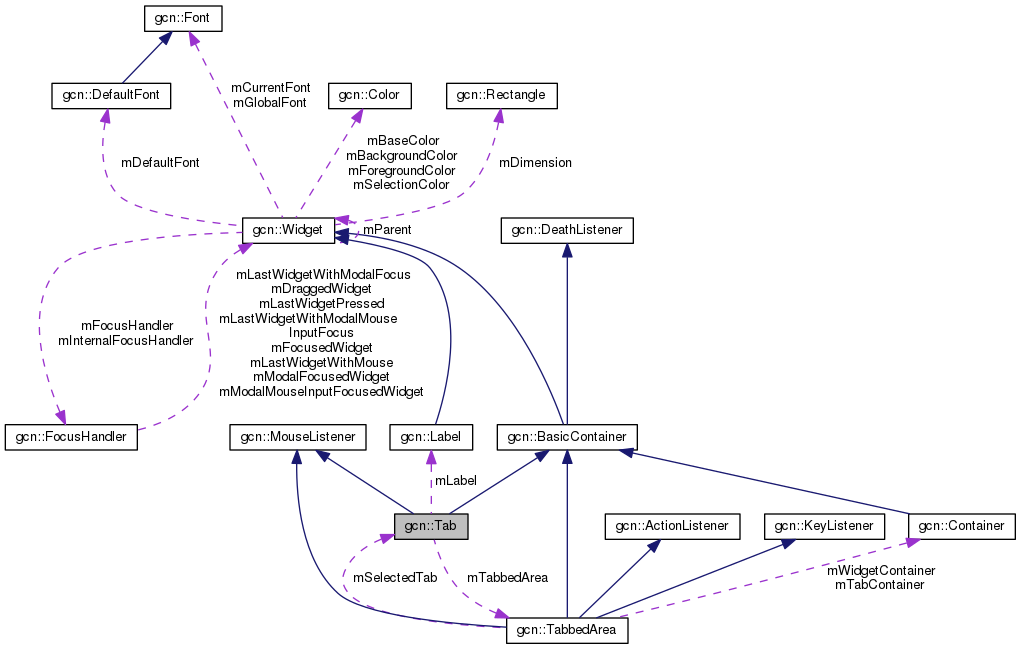 gcn::Font
gcn::DefaultFont
mCurrentFont
mGlobalFont
gcn::Color
gcn::Rectangle
mDefaultFont
mBaseColor
mBackgroundColor
mForegroundColor
mSelectionColor
mDimension
gcn::Widget
mParent
gcn::DeathListener
mFocusHandler
mInternalFocusHandler
mLastWidgetWithModalFocus
mDraggedWidget
mLastWidgetPressed
mLastWidgetWithModalMouse
InputFocus
mFocusedWidget
mLastWidgetWithMouse
mModalFocusedWidget
mModalMouseInputFocusedWidget
gcn::FocusHandler
gcn::MouseListener
gcn::Label
gcn::BasicContainer
mLabel
gcn::Tab
gcn::ActionListener
gcn::KeyListener
gcn::Container
mSelectedTab
mTabbedArea
mWidgetContainer
mTabContainer
gcn::TabbedArea